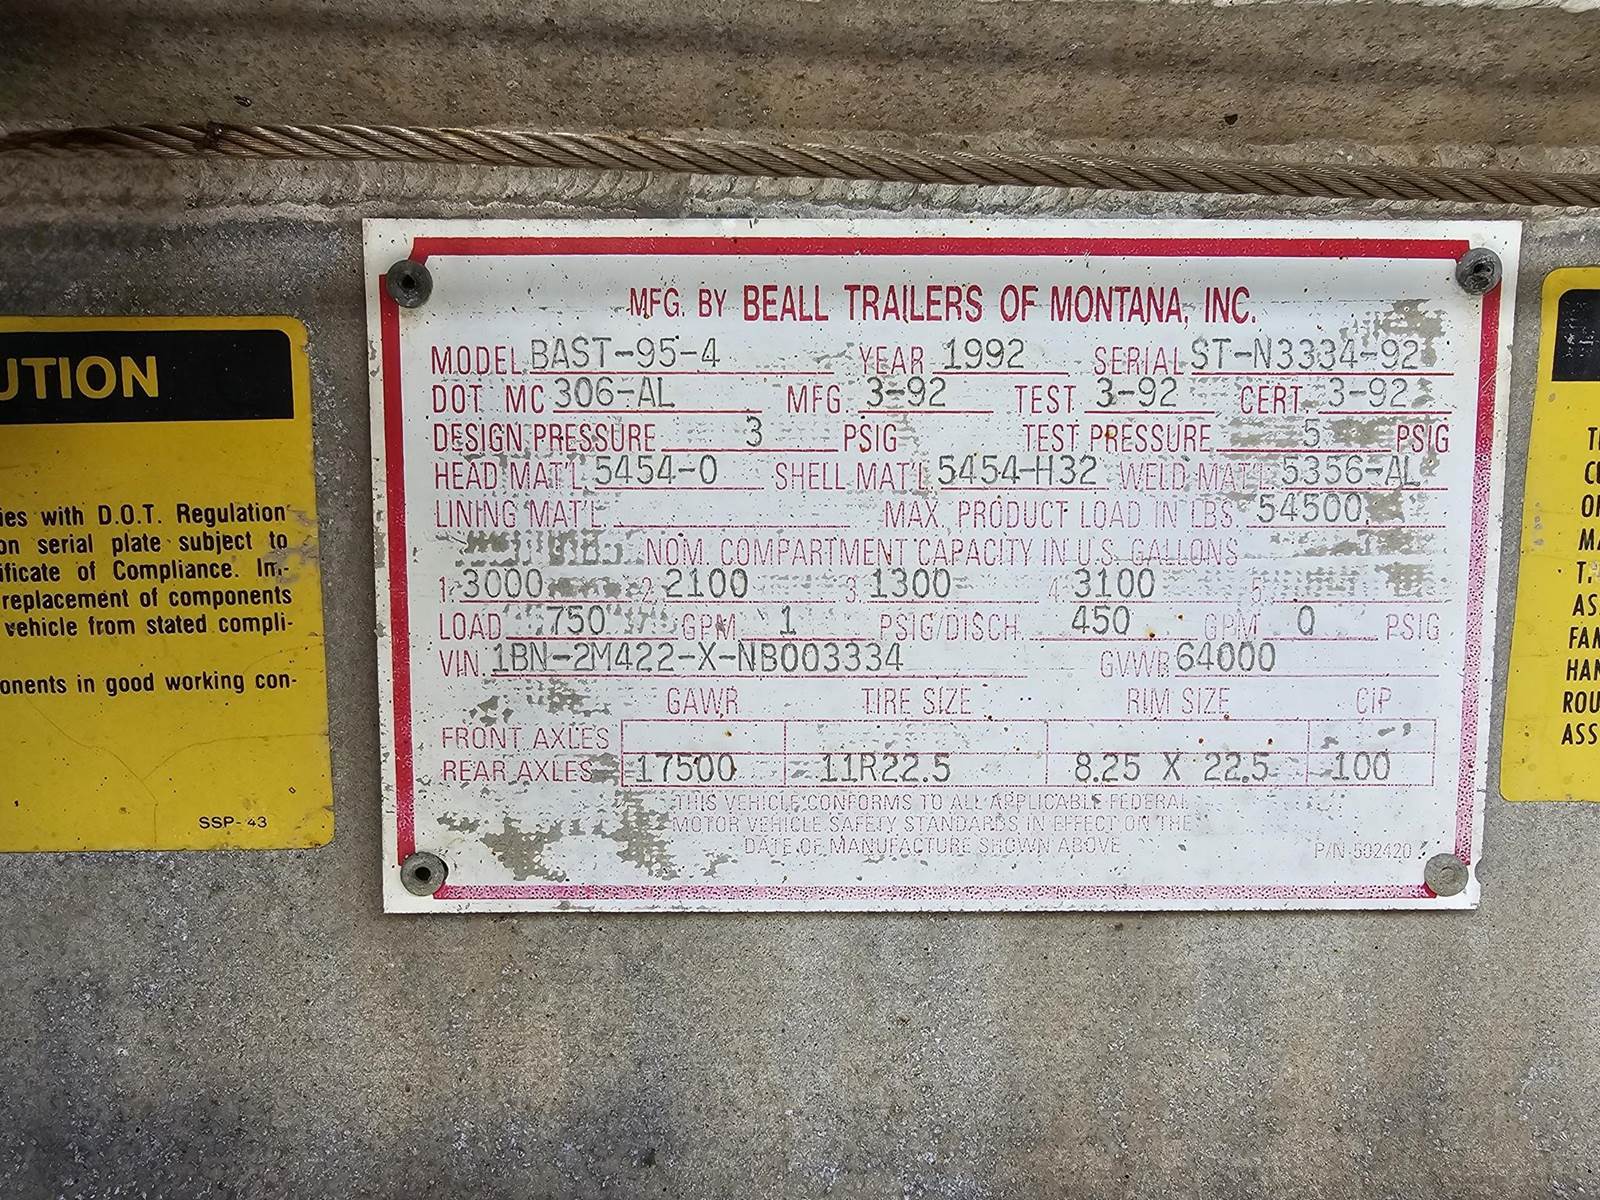 UTION
ies with D.O.T. Regulation
on serial plate subject to
ificate of Compliance. Im-
replacement of components
vehicle from stated compli-
onents in good working con-
SSP-43
MFG. BY BEALL TRAILERS OF MONTANA, INC.
MODEL BAST-95-4 YEAR 1992 SERIAL ST-N3334-92
DOT MC 306-AL MFG. 3-92 TEST 3-92 CERT. 3-92
DESIGN PRESSURE 3 PSIG TEST PRESSURE 5 PSIG
HEAD MAT'L 5454-O SHELL MAT'L 5454-H32 WELD MAT'L 5356-AL
LINING MAT'L MAX. PRODUCT LOAD IN LBS. 54500
NOM. COMPARTMENT CAPACITY IN U.S. GALLONS
1. 3000 2. 2100 3. 1300 4. 3100 5.
LOAD 750 GPM 1 PSIG/DISCH. 450 GPM 0 PSIG
VIN 1BN-2M422-X-NB003334 GVWR 64000
GAWR TIRE SIZE RIM SIZE CIP
FRONT AXLES
REAR AXLES 17500 11R22.5 8.25 X 22.5 100
THIS VEHICLE CONFORMS TO ALL APPLICABLE FEDERAL
MOTOR VEHICLE SAFETY STANDARDS IN EFFECT ON THE
DATE OF MANUFACTURE SHOWN ABOVE
P/N 502420
OF
MA
AS
FAN
HAN
ROU
ASS